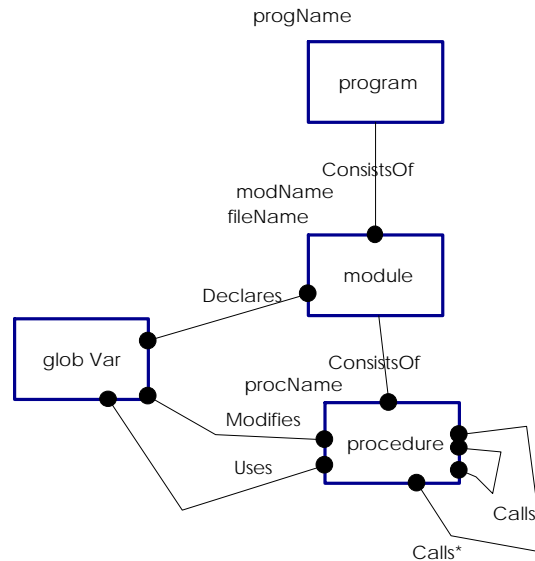 progName
program
ConsistsOf
modName
fileName
module
Declares
glob Var
ConsistsOf
procName
Modifies
procedure
Uses
Calls
Calls*